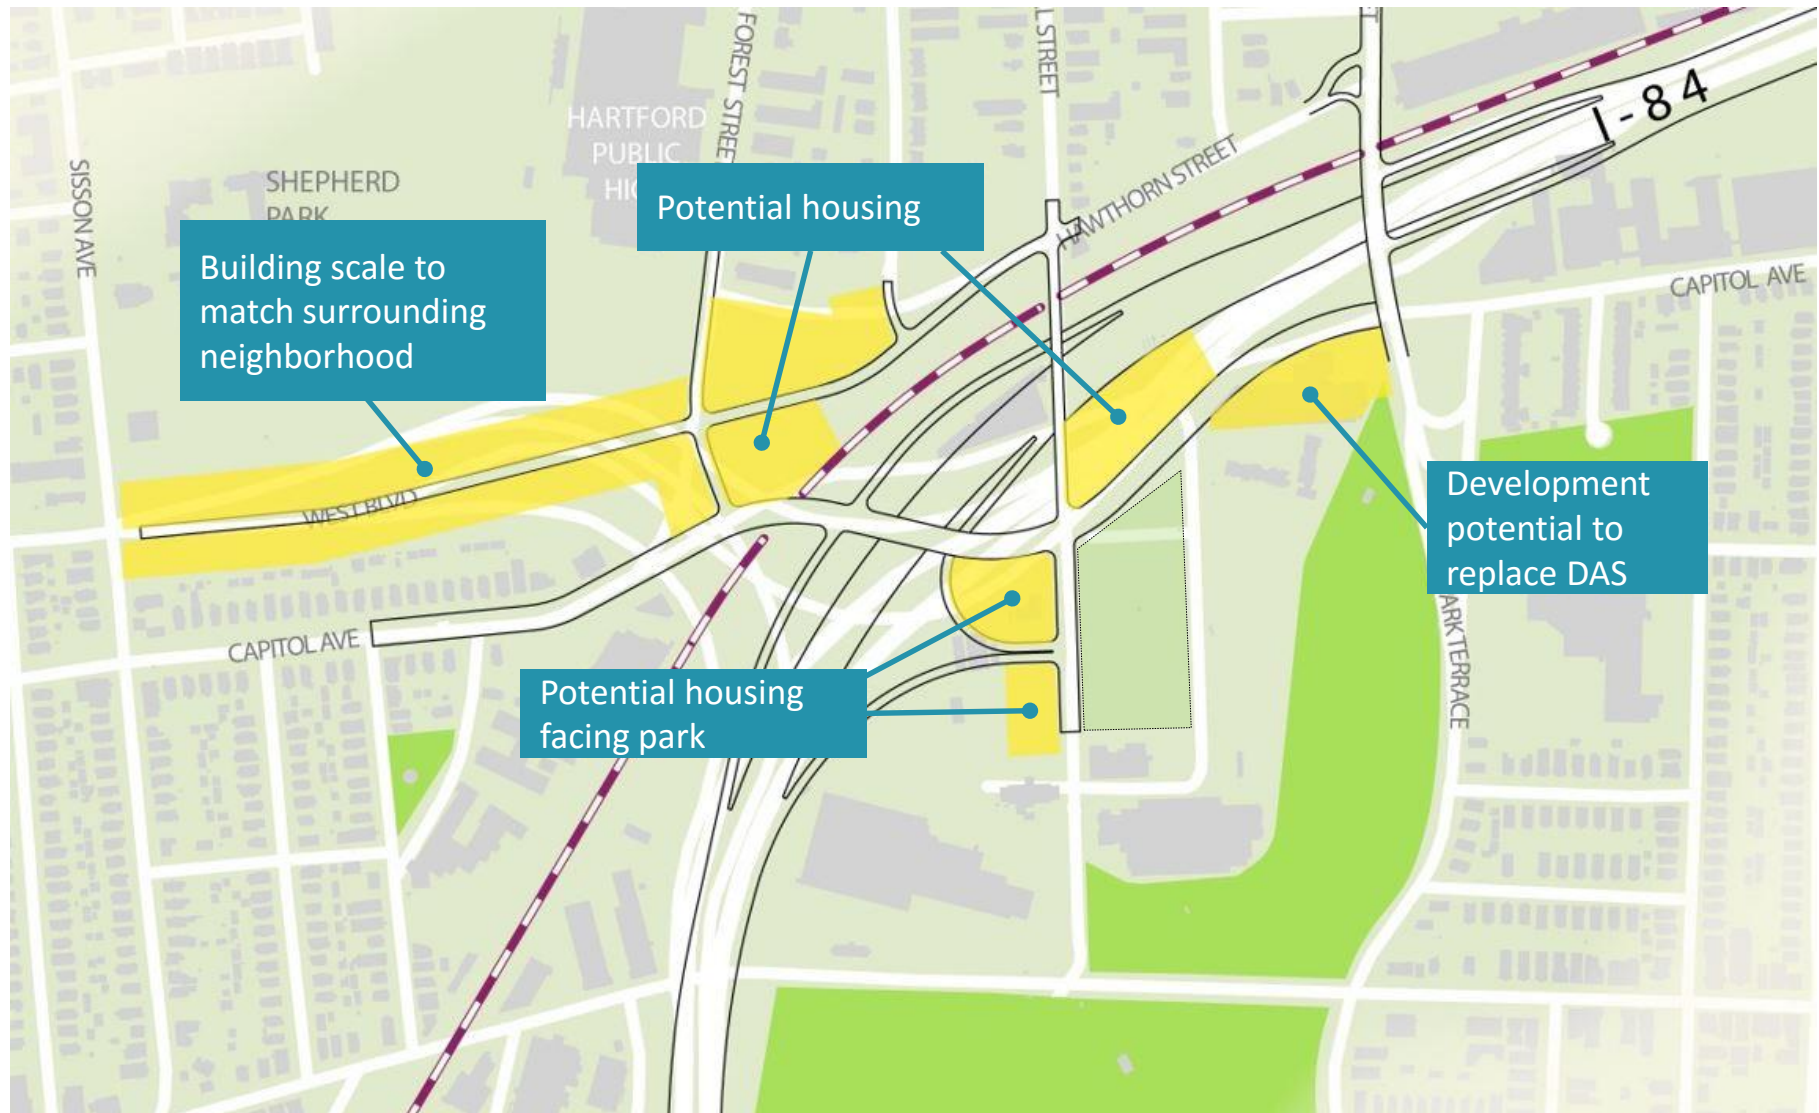 FOREST STREET
L STREET
I-84
HARTFORD
PUBLIC
SISSON AVE
SHEPHERD
PARK
Potential housing
HAWTHORN STREET
Building scale to
match surrounding
neighborhood
CAPITOL AVE
WEST BLVD
Development
potential to
replace DAS
CAPITOL AVE
ARK TERRACE
Potential housing
facing park